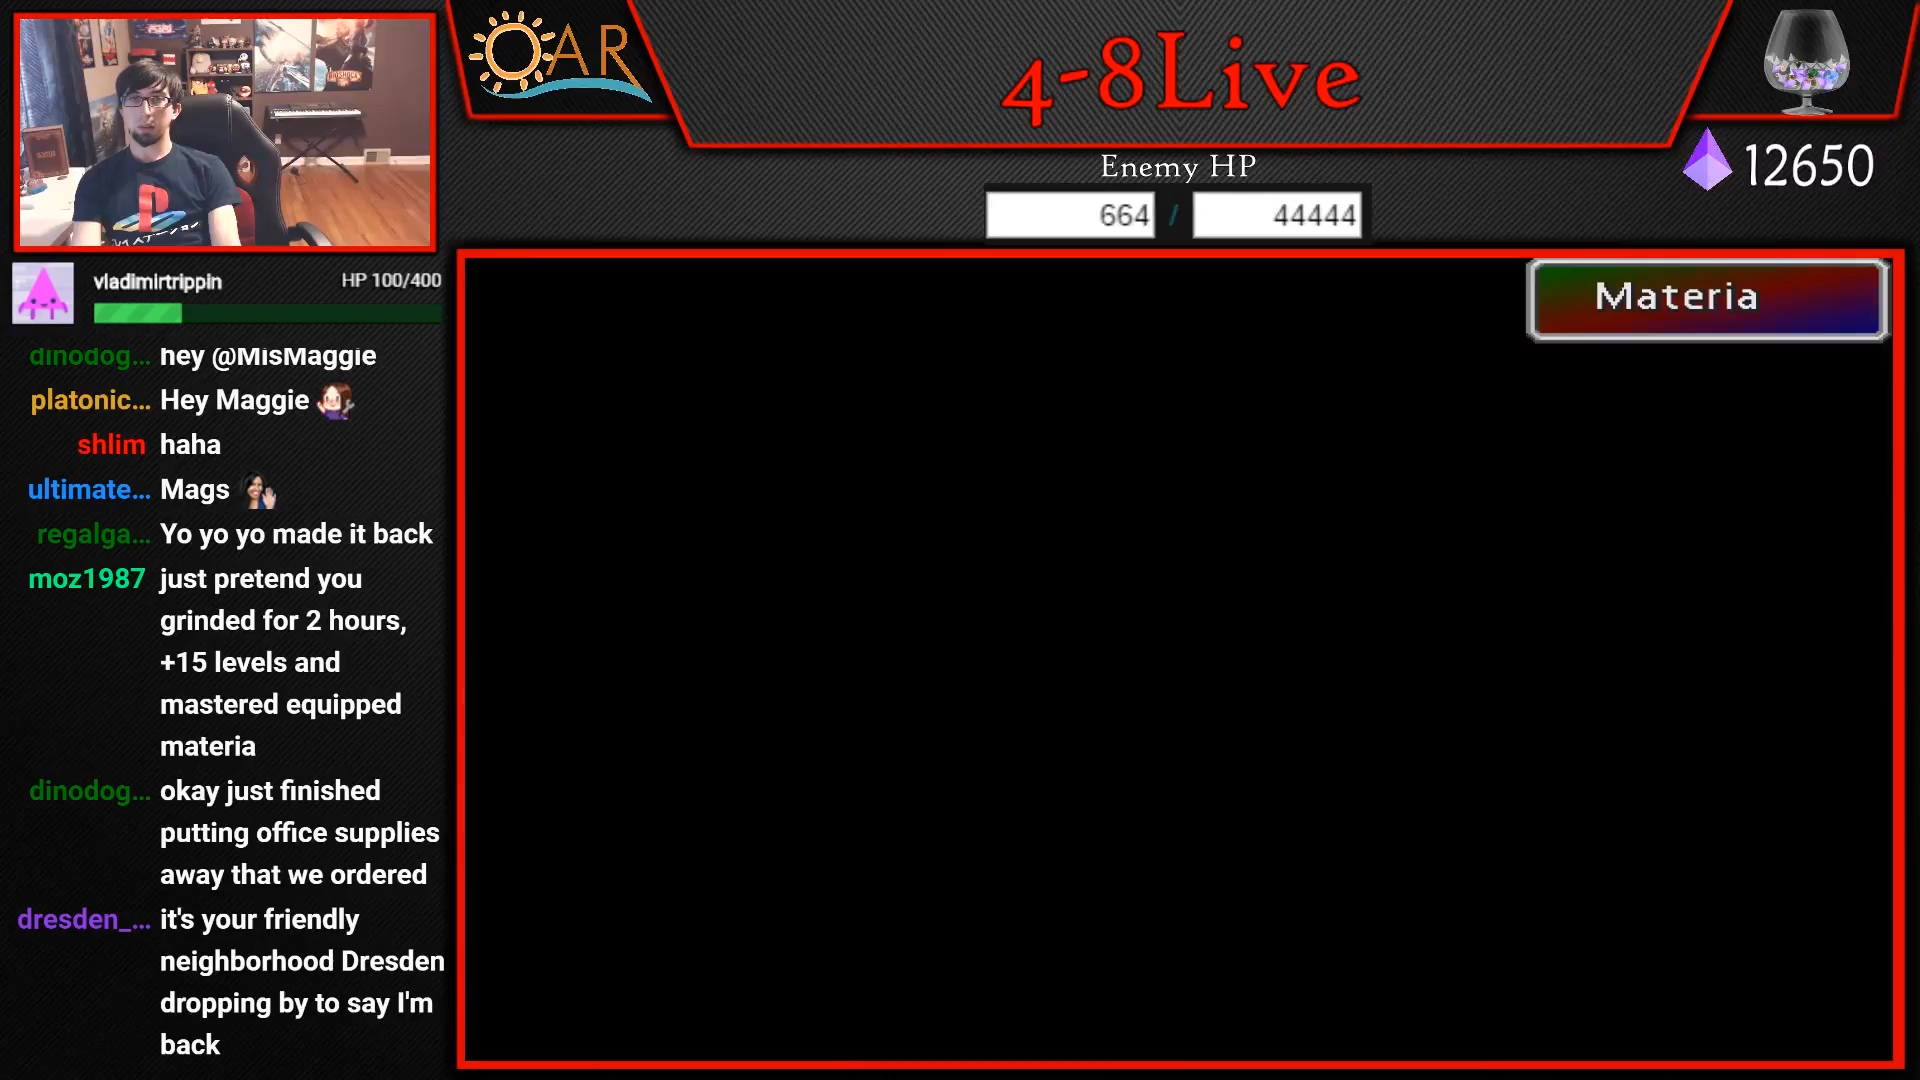 OAR
4-8Live
Enemy HP
664 / 44444
12650
vladimirtrippin HP 100/400
Materia
dinodog... hey @MisMaggie
platonic... Hey Maggie
shlim haha
ultimate... Mags
regalga... Yo yo yo made it back
moz1987 just pretend you
grinded for 2 hours,
+15 levels and
mastered equipped
materia
dinodog... okay just finished
putting office supplies
away that we ordered
dresden_... it's your friendly
neighborhood Dresden
dropping by to say I'm
back